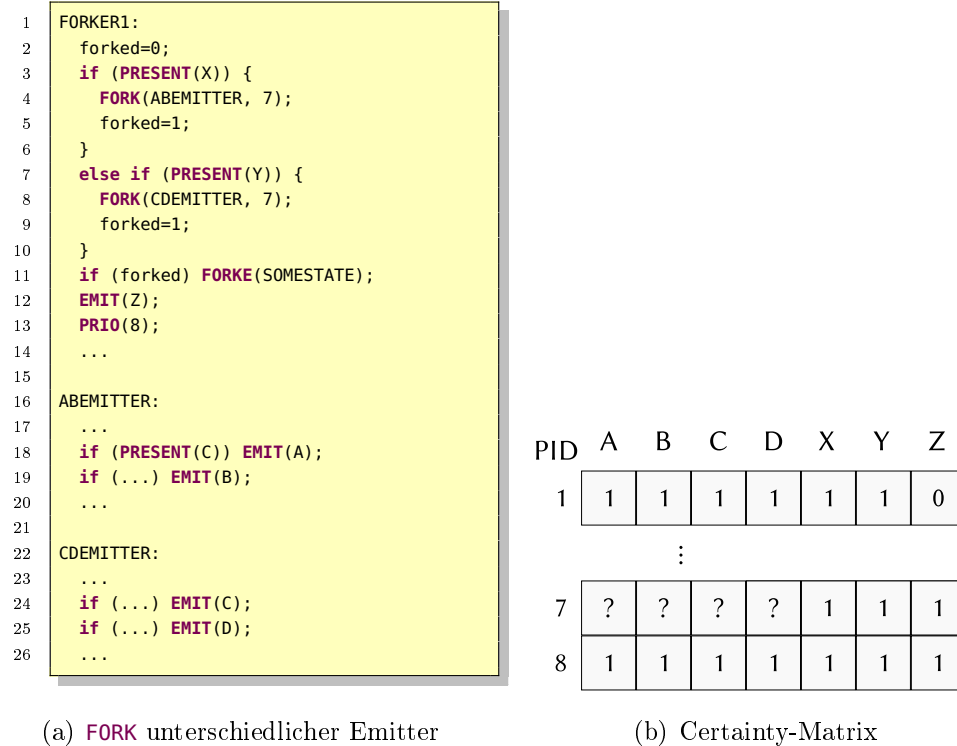 1 FORKER1:
2 forked=0;
3 if (PRESENT(X)) {
4 FORK(ABEMITTER, 7);
5 forked=1;
6 }
7 else if (PRESENT(Y)) {
8 FORK(CDEMITTER, 7);
9 forked=1;
10 }
11 if (forked) FORKE(SOMESTATE);
12 EMIT(Z);
13 PRIO(8);
14 ...
15
16 ABEMITTER:
17 ...
18 if (PRESENT(C)) EMIT(A);
19 if (...) EMIT(B);
20 ...
21
22 CDEMITTER:
23 ...
24 if (...) EMIT(C);
25 if (...) EMIT(D);
26 ...
(a) FORK unterschiedlicher Emitter
PID A B C D X Y Z
1 1 1 1 1 1 1 0
⋮
7 ? ? ? ? 1 1 1
8 1 1 1 1 1 1 1
(b) Certainty-Matrix